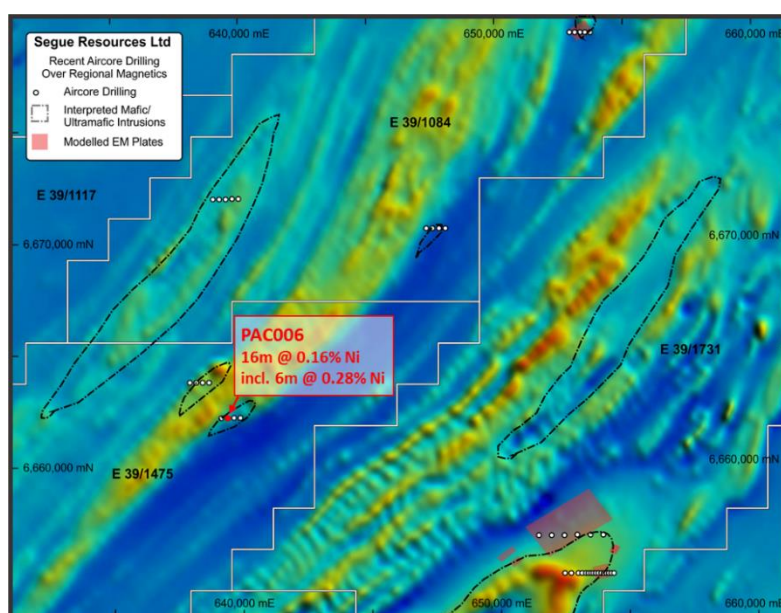 640,000 mE
650,000 mE
660,000 mE
Segue Resources Ltd
Recent Aircore Drilling
Over Regional Magnetics
Aircore Drilling
Interpreted Mafic/
Ultramafic Intrusions
Modelled EM Plates
E 39/1084
E 39/1117
6,670,000 mN
6,670,000 mN
PAC006
16m @ 0.16% Ni
incl. 6m @ 0.28% Ni
E 39/1731
6,660,000 mN
6,660,000 mN
E 39/1475
640,000 mE
650,000 mE
660,000 mE